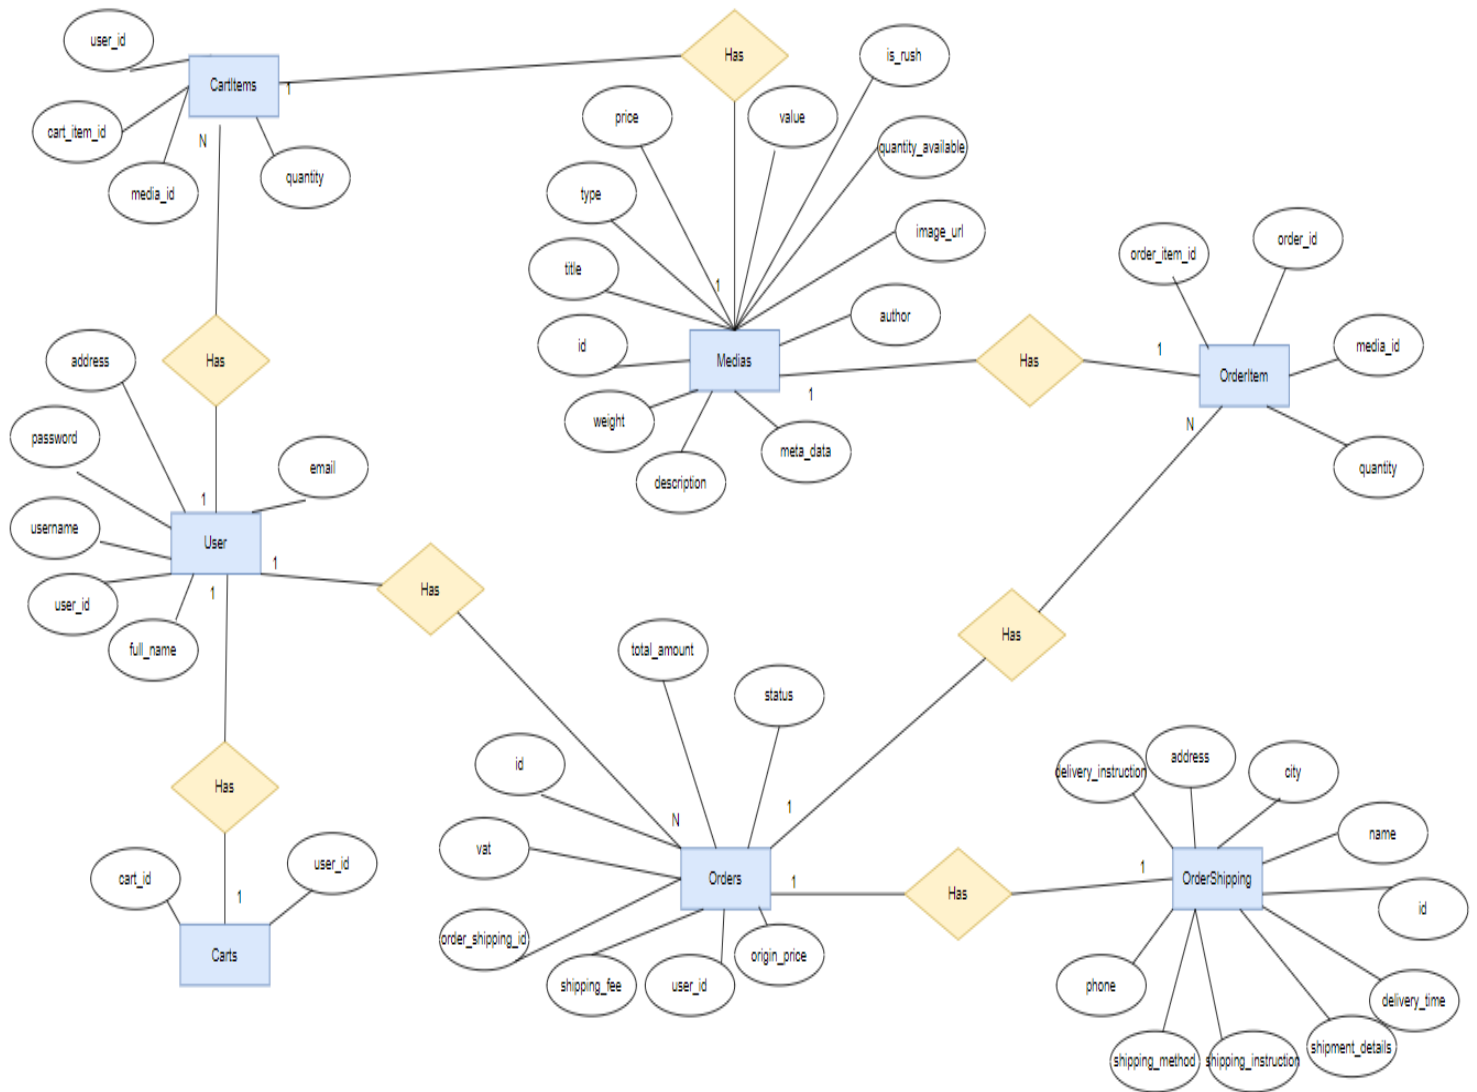 user_id
CartItems
cart_item_id
media_id
quantity
N
1
Has
is_rush
price
value
quantity_available
type
image_url
title
author
id
Medias
1
weight
description
meta_data
1
Has
1
order_item_id
order_id
media_id
OrderItem
quantity
N
Has
address
password
email
username
1
User
1
user_id
1
full_name
Has
Has
total_amount
status
id
vat
N
1
Orders
1
order_shipping_id
shipping_fee
user_id
origin_price
Has
cart_id
user_id
1
Carts
Has
1
delivery_instruction
address
city
name
OrderShipping
id
phone
delivery_time
shipping_method
shipping_instruction
shipment_details